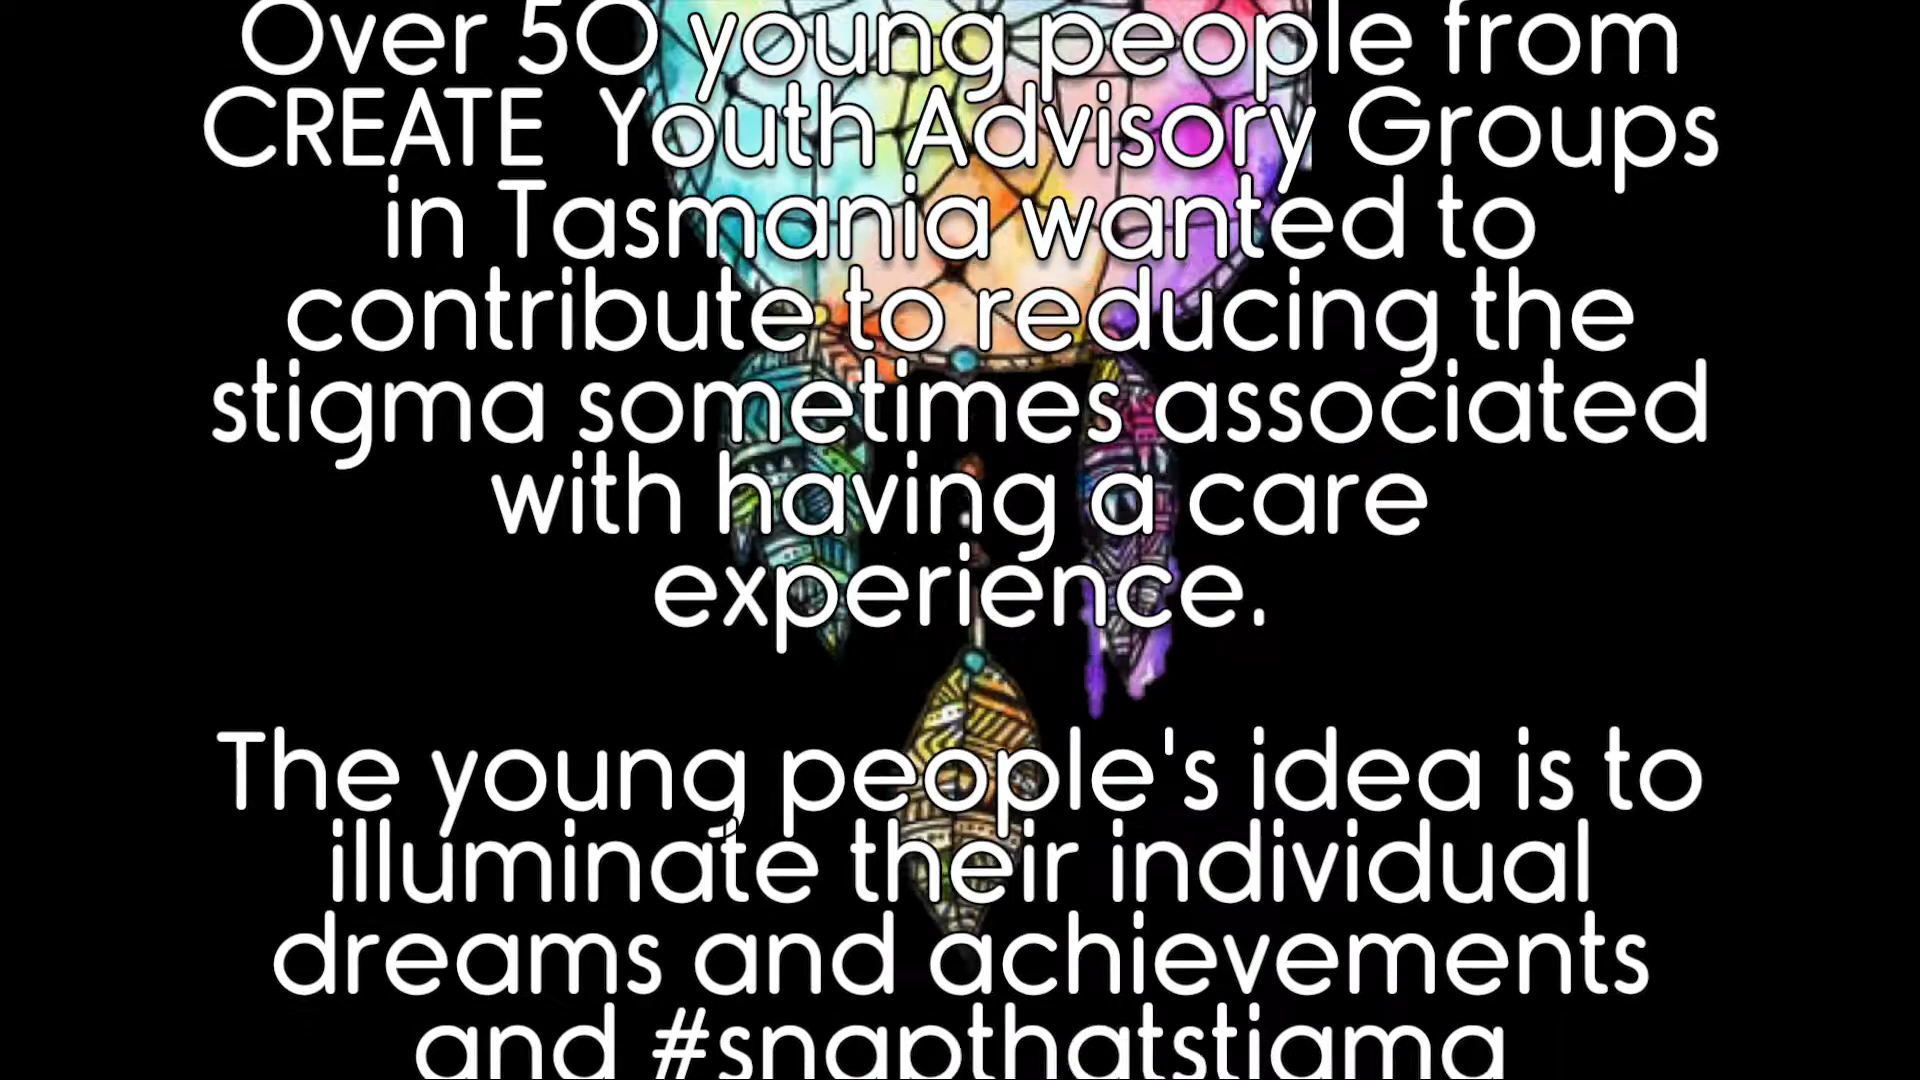 Over 50 young people from
CREATE Youth Advisory Groups
in Tasmania wanted to
contribute to reducing the
stigma sometimes associated
with having a care
experience.
The young people's idea is to
illuminate their individual
dreams and achievements
and #snapthatstigma